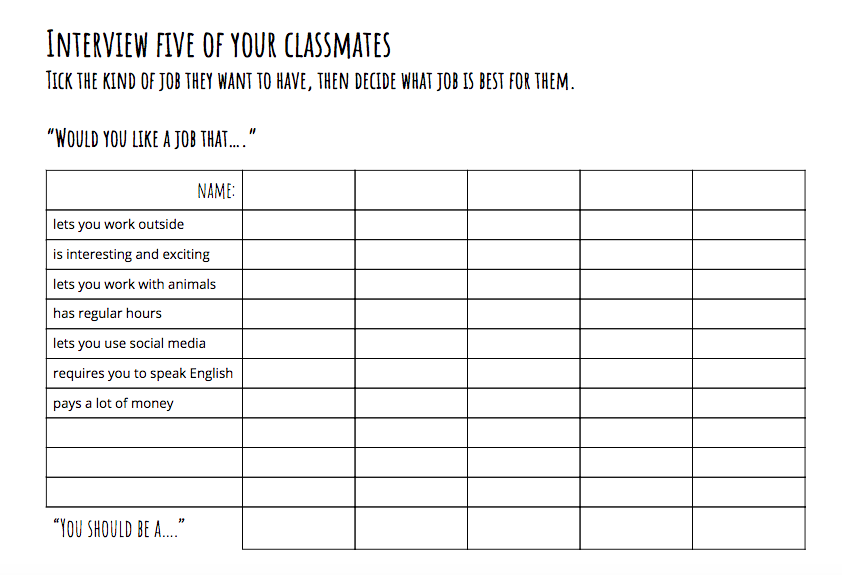 INTERVIEW FIVE OF YOUR CLASSMATES
TICK THE KIND OF JOB THEY WANT TO HAVE, THEN DECIDE WHAT JOB IS BEST FOR THEM.
“WOULD YOU LIKE A JOB THAT….”
NAME:
lets you work outside
is interesting and exciting
lets you work with animals
has regular hours
lets you use social media
requires you to speak English
pays a lot of money
“YOU SHOULD BE A….”